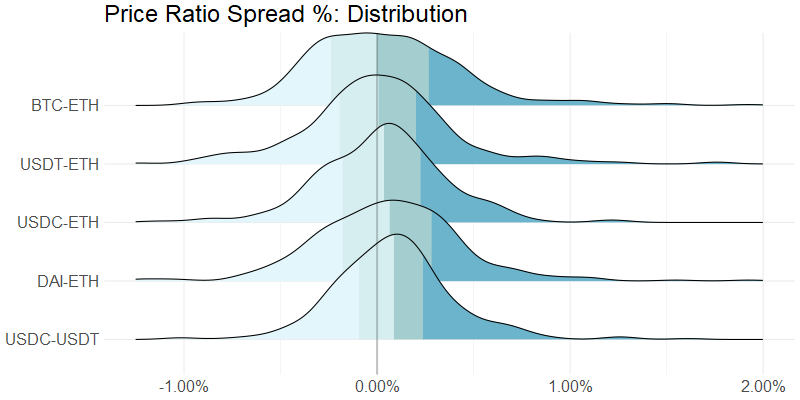 Price Ratio Spread %: Distribution
BTC-ETH
USDT-ETH
USDC-ETH
DAI-ETH
USDC-USDT
-1.00% 0.00% 1.00% 2.00%